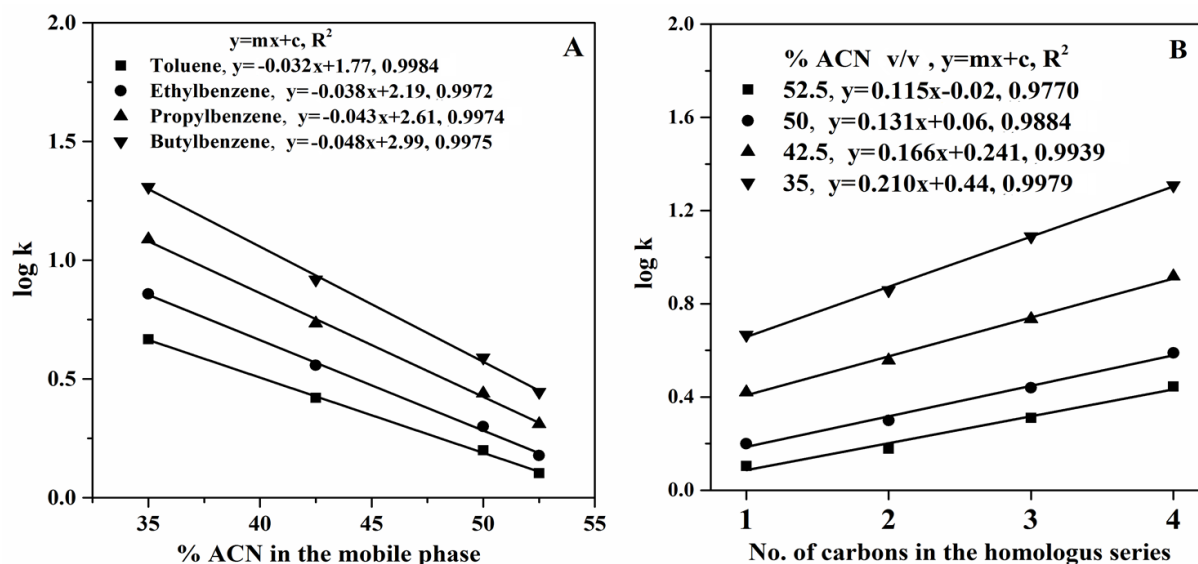 A
y=mx+c, R²
Toluene, y=-0.032x+1.77, 0.9984
Ethylbenzene, y=-0.038x+2.19, 0.9972
Propylbenzene, y=-0.043x+2.61, 0.9974
Butylbenzene, y=-0.048x+2.99, 0.9975
2.0
1.5
1.0
0.5
0.0
log k
35
40
45
50
55
% ACN in the mobile phase
B
% ACN v/v , y=mx+c, R²
52.5, y=0.115x-0.02, 0.9770
50, y=0.131x+0.06, 0.9884
42.5, y=0.166x+0.241, 0.9939
35, y=0.210x+0.44, 0.9979
2.0
1.6
1.2
0.8
0.4
0.0
log k
1
2
3
4
No. of carbons in the homologus series